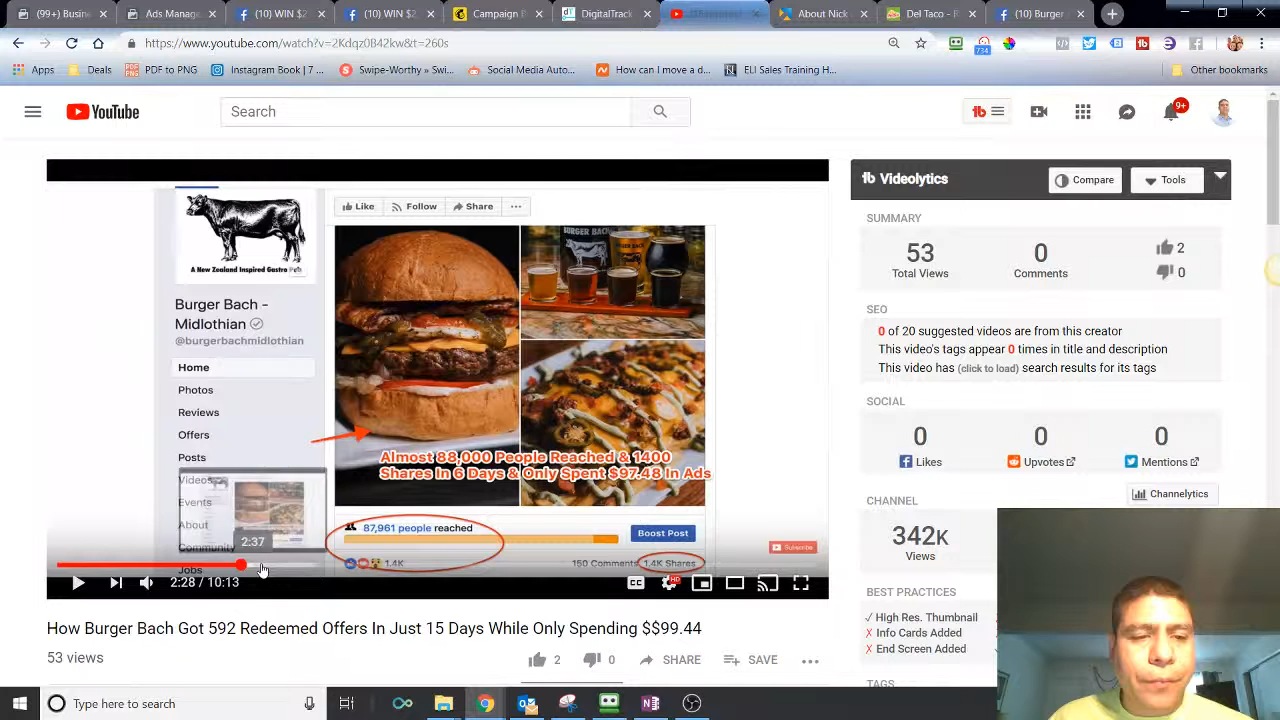 (99+) Busin
Ads Manag
(10) WIN $2
(10) WIN $2
Campaign B
DigitalTrack
About Nick
Del Taco - B
(10) Burger
https://www.youtube.com/watch?v=2Kdqz0B42kw&t=260s
734
Apps
Deals
PDF to PNG
Instagram Book | 7 ...
Swipe-Worthy » Swi...
Social Media Auto...
How can I move a d...
ELI Sales Training H...
Other bookmarks
YouTube
Search
9+
Like
Follow
Share
A New Zealand Inspired Gastro Pub
Burger Bach -
Midlothian
@burgerbachmidlothian
Home
Photos
Reviews
Offers
Posts
Videos
Events
About
Community
Jobs
BURGER BACH
Almost 88,000 People Reached & 1400
Shares In 6 Days & Only Spent $97.48 In Ads
87,961 people reached
Boost Post
1.4K
150 Comments
1.4K Shares
Subscribe
2:37
2:28 / 10:13
CC
HD
How Burger Bach Got 592 Redeemed Offers In Just 15 Days While Only Spending $$99.44
53 views
2
0
SHARE
SAVE
Videolytics
Compare
Tools
SUMMARY
53
Total Views
0
Comments
2
0
SEO
0 of 20 suggested videos are from this creator
This video's tags appear 0 times in title and description
This video has (click to load) search results for its tags
SOCIAL
0
Likes
0
Upvotes
0
Mentions
Channelytics
CHANNEL
342K
Views
BEST PRACTICES
√ High Res. Thumbnail
X Info Cards Added
X End Screen Added
TAGS
Type here to search